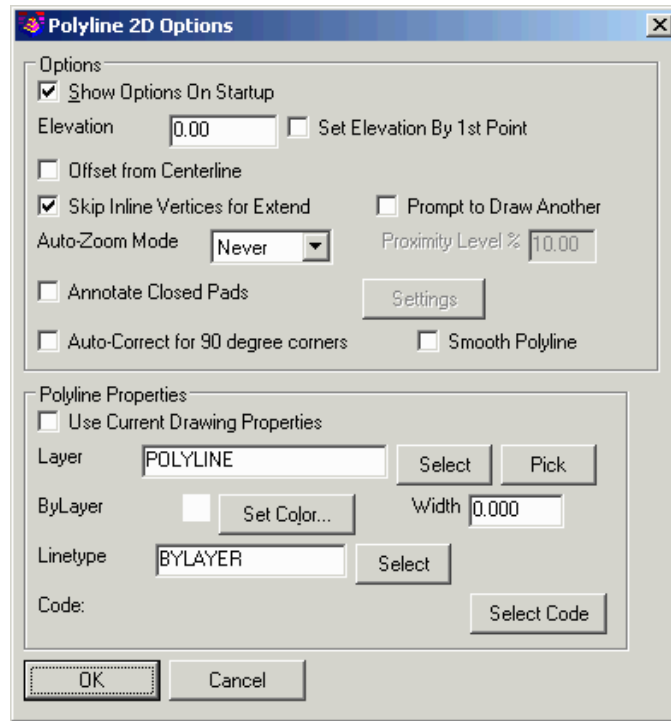 Polyline 2D Options
Options
Show Options On Startup
Elevation 0.00 Set Elevation By 1st Point
Offset from Centerline
Skip Inline Vertices for Extend Prompt to Draw Another
Auto-Zoom Mode Never Proximity Level % 10.00
Annotate Closed Pads Settings
Auto-Correct for 90 degree corners Smooth Polyline
Polyline Properties
Use Current Drawing Properties
Layer POLYLINE Select Pick
ByLayer Set Color... Width 0.000
Linetype BYLAYER Select
Code: Select Code
OK Cancel